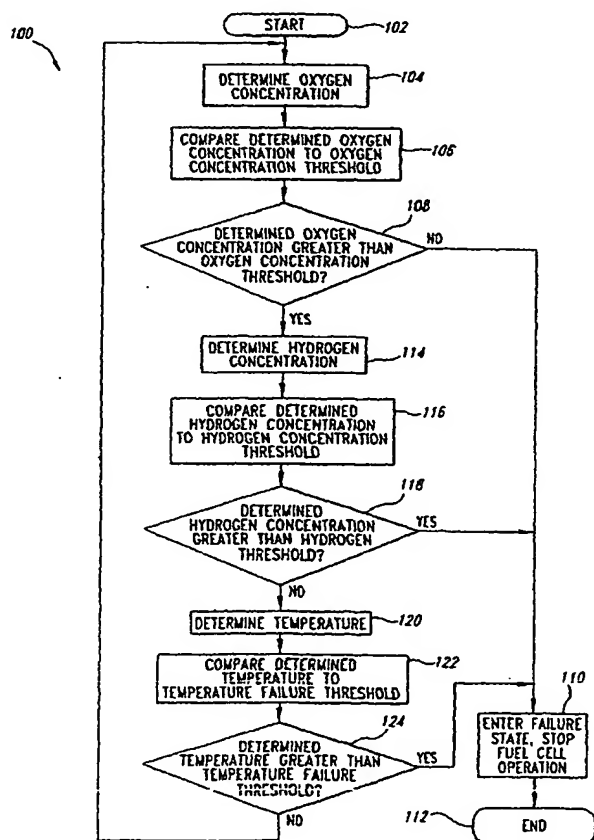 100
START
102
DETERMINE OXYGEN
CONCENTRATION
104
COMPARE DETERMINED OXYGEN
CONCENTRATION TO OXYGEN
CONCENTRATION THRESHOLD
106
108
DETERMINED OXYGEN
CONCENTRATION GREATER THAN
OXYGEN CONCENTRATION
THRESHOLD?
NO
YES
DETERMINE HYDROGEN
CONCENTRATION
114
COMPARE DETERMINED
HYDROGEN CONCENTRATION
TO HYDROGEN CONCENTRATION
THRESHOLD
116
118
DETERMINED
HYDROGEN CONCENTRATION
GREATER THAN HYDROGEN
THRESHOLD?
YES
NO
DETERMINE TEMPERATURE
120
COMPARE DETERMINED
TEMPERATURE TO
TEMPERATURE FAILURE THRESHOLD
122
124
DETERMINED
TEMPERATURE GREATER THAN
TEMPERATURE FAILURE
THRESHOLD?
YES
NO
110
ENTER FAILURE
STATE, STOP
FUEL CELL
OPERATION
112
END